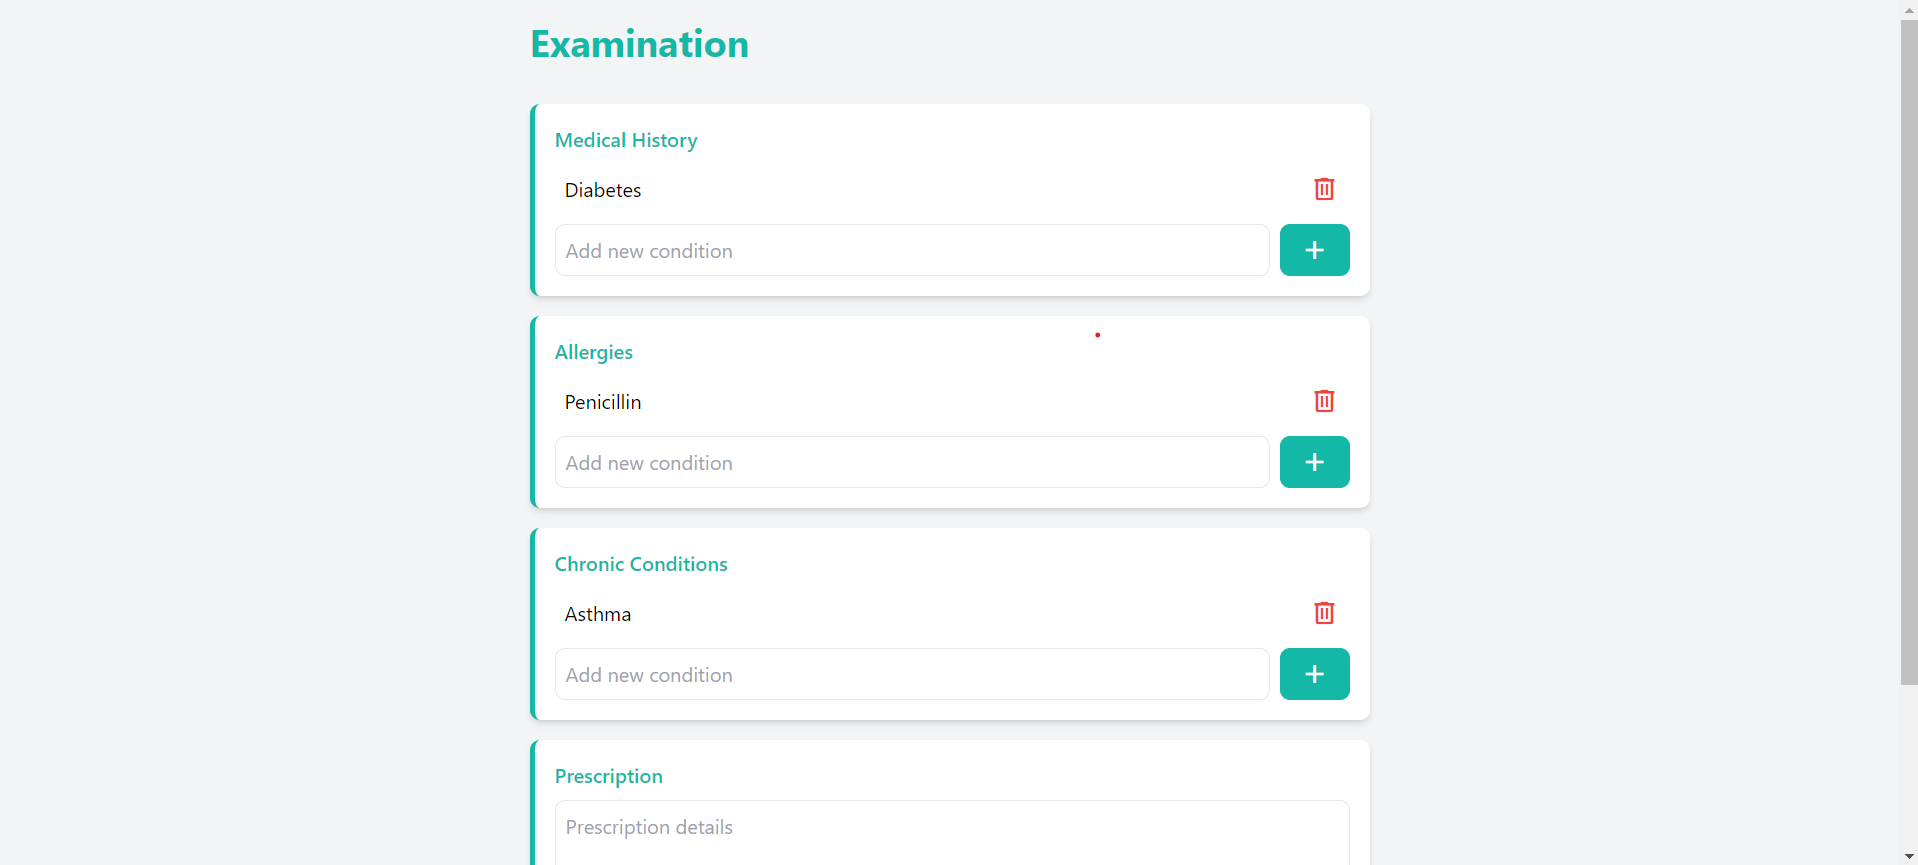 Examination
Medical History
Diabetes
Add new condition
Allergies
Penicillin
Add new condition
Chronic Conditions
Asthma
Add new condition
Prescription
Prescription details